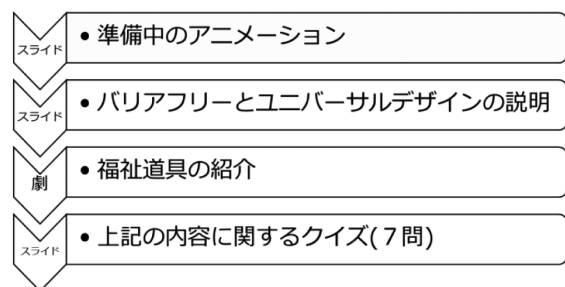 スライド
• 準備中のアニメーション
スライド
• バリアフリーとユニバーサルデザインの説明
劇
• 福祉道具の紹介
スライド
• 上記の内容に関するクイズ(７問)